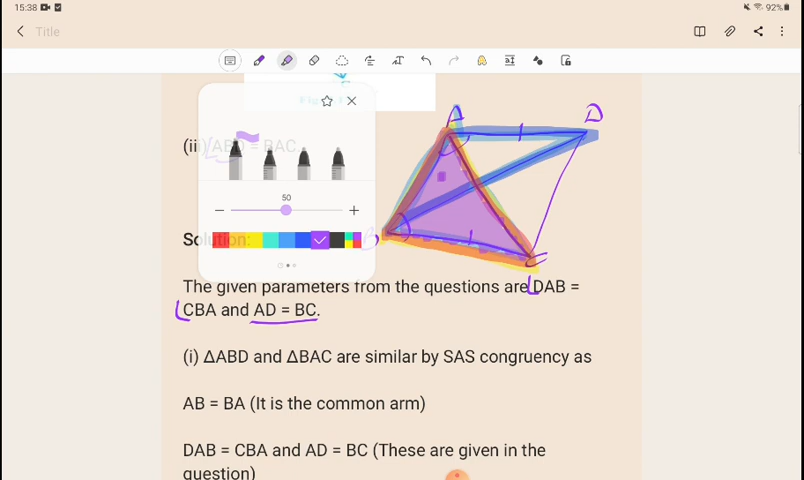 15:38
92%
Title
A
D
(ii) ABD = BAC.
50
Solution:
B
C
The given parameters from the questions are DAB =
CBA and AD = BC.
(i) ΔABD and ΔBAC are similar by SAS congruency as
AB = BA (It is the common arm)
DAB = CBA and AD = BC (These are given in the
question)